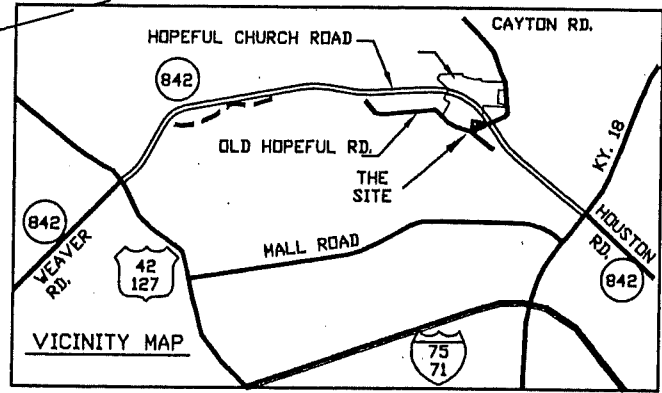 CAYTON RD.
HOPEFUL CHURCH ROAD
842
KY. 18
OLD HOPEFUL RD.
THE
SITE
842
WEAVER
RD.
42
127
MALL ROAD
HOUSTON
RD.
842
VICINITY MAP
75
71